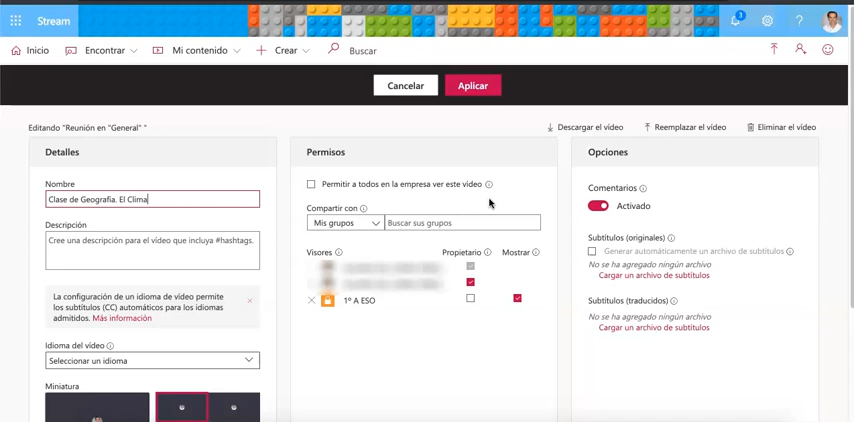 Stream
3
?
Inicio
Encontrar
Mi contenido
Crear
Buscar
Cancelar
Aplicar
Editando "Reunión en "General" "
Descargar el vídeo
Reemplazar el vídeo
Eliminar el vídeo
Detalles
Nombre
Clase de Geografía. El Clima
Descripción
Cree una descripción para el vídeo que incluya #hashtags.
La configuración de un idioma de vídeo permite
los subtítulos (CC) automáticos para los idiomas
admitidos. Más información
Idioma del vídeo
Seleccionar un idioma
Miniatura
Permisos
Permitir a todos en la empresa ver este vídeo
Compartir con
Mis grupos
Buscar sus grupos
Visores
Propietario
Mostrar
1º A ESO
Opciones
Comentarios
Activado
Subtítulos (originales)
Generar automáticamente un archivo de subtítulos
No se ha agregado ningún archivo
Cargar un archivo de subtítulos
Subtítulos (traducidos)
No se ha agregado ningún archivo
Cargar un archivo de subtítulos